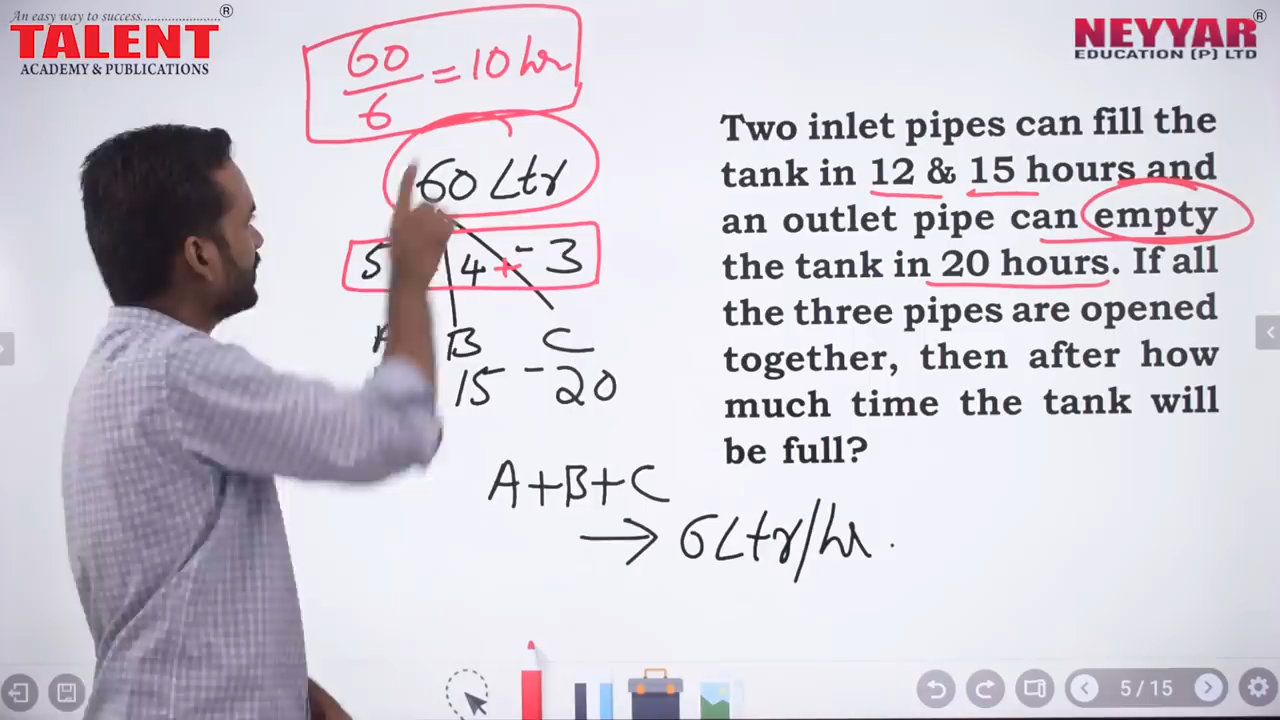 An easy way to success.....................®
TALENT
ACADEMY & PUBLICATIONS
NEYYAR®
EDUCATION (P) LTD
60/6 = 10 hr
60 Ltr
5 4 + - 3
B C
15 - 20
A+B+C
→ 6 Ltr/hr.
Two inlet pipes can fill the
tank in 12 & 15 hours and
an outlet pipe can empty
the tank in 20 hours. If all
the three pipes are opened
together, then after how
much time the tank will
be full?
5 / 15